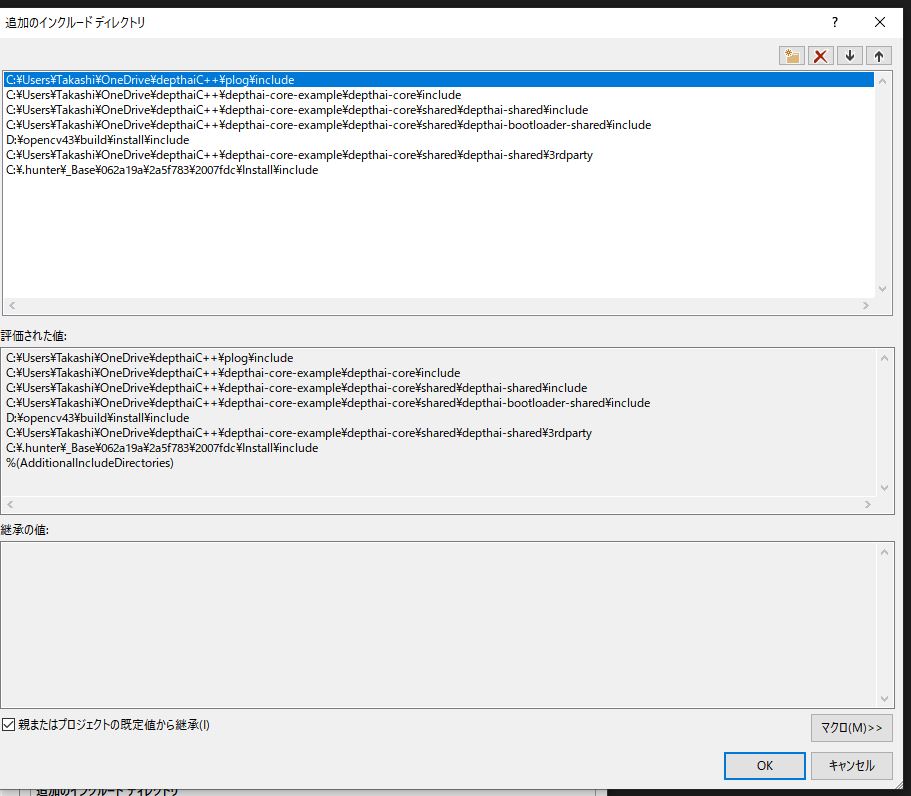 追加のインクルード ディレクトリ
?
C:¥Users¥Takashi¥OneDrive¥depthaiC++¥plog¥include
C:¥Users¥Takashi¥OneDrive¥depthaiC++¥depthai-core-example¥depthai-core¥include
C:¥Users¥Takashi¥OneDrive¥depthaiC++¥depthai-core-example¥depthai-core¥shared¥depthai-shared¥include
C:¥Users¥Takashi¥OneDrive¥depthaiC++¥depthai-core-example¥depthai-core¥shared¥depthai-bootloader-shared¥include
D:¥opencv43¥build¥install¥include
C:¥Users¥Takashi¥OneDrive¥depthaiC++¥depthai-core-example¥depthai-core¥shared¥depthai-shared¥3rdparty
C:¥.hunter¥_Base¥062a19a¥2a5f783¥2007fdc¥Install¥include
評価された値:
C:¥Users¥Takashi¥OneDrive¥depthaiC++¥plog¥include
C:¥Users¥Takashi¥OneDrive¥depthaiC++¥depthai-core-example¥depthai-core¥include
C:¥Users¥Takashi¥OneDrive¥depthaiC++¥depthai-core-example¥depthai-core¥shared¥depthai-shared¥include
C:¥Users¥Takashi¥OneDrive¥depthaiC++¥depthai-core-example¥depthai-core¥shared¥depthai-bootloader-shared¥include
D:¥opencv43¥build¥install¥include
C:¥Users¥Takashi¥OneDrive¥depthaiC++¥depthai-core-example¥depthai-core¥shared¥depthai-shared¥3rdparty
C:¥.hunter¥_Base¥062a19a¥2a5f783¥2007fdc¥Install¥include
%(AdditionalIncludeDirectories)
継承の値:
親またはプロジェクトの既定値から継承(I)
マクロ(M)>>
OK
キャンセル
追加のインクルード ディレクトリ